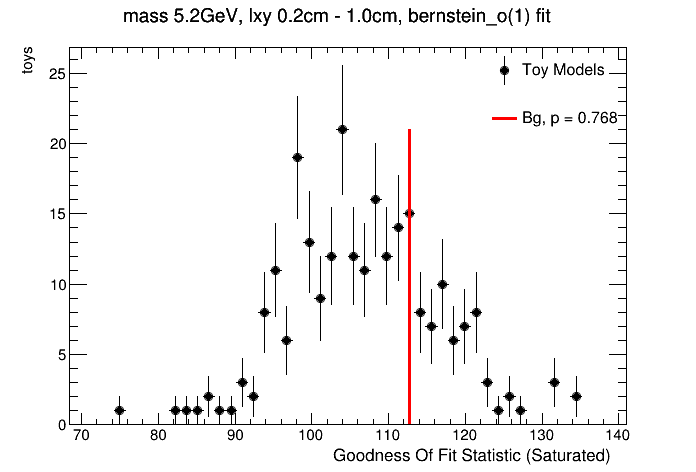 mass 5.2GeV, lxy 0.2cm - 1.0cm, bernstein_o(1) fit
toys
25
20
15
10
5
0
Toy Models
Bg, p = 0.768
70 80 90 100 110 120 130 140
Goodness Of Fit Statistic (Saturated)